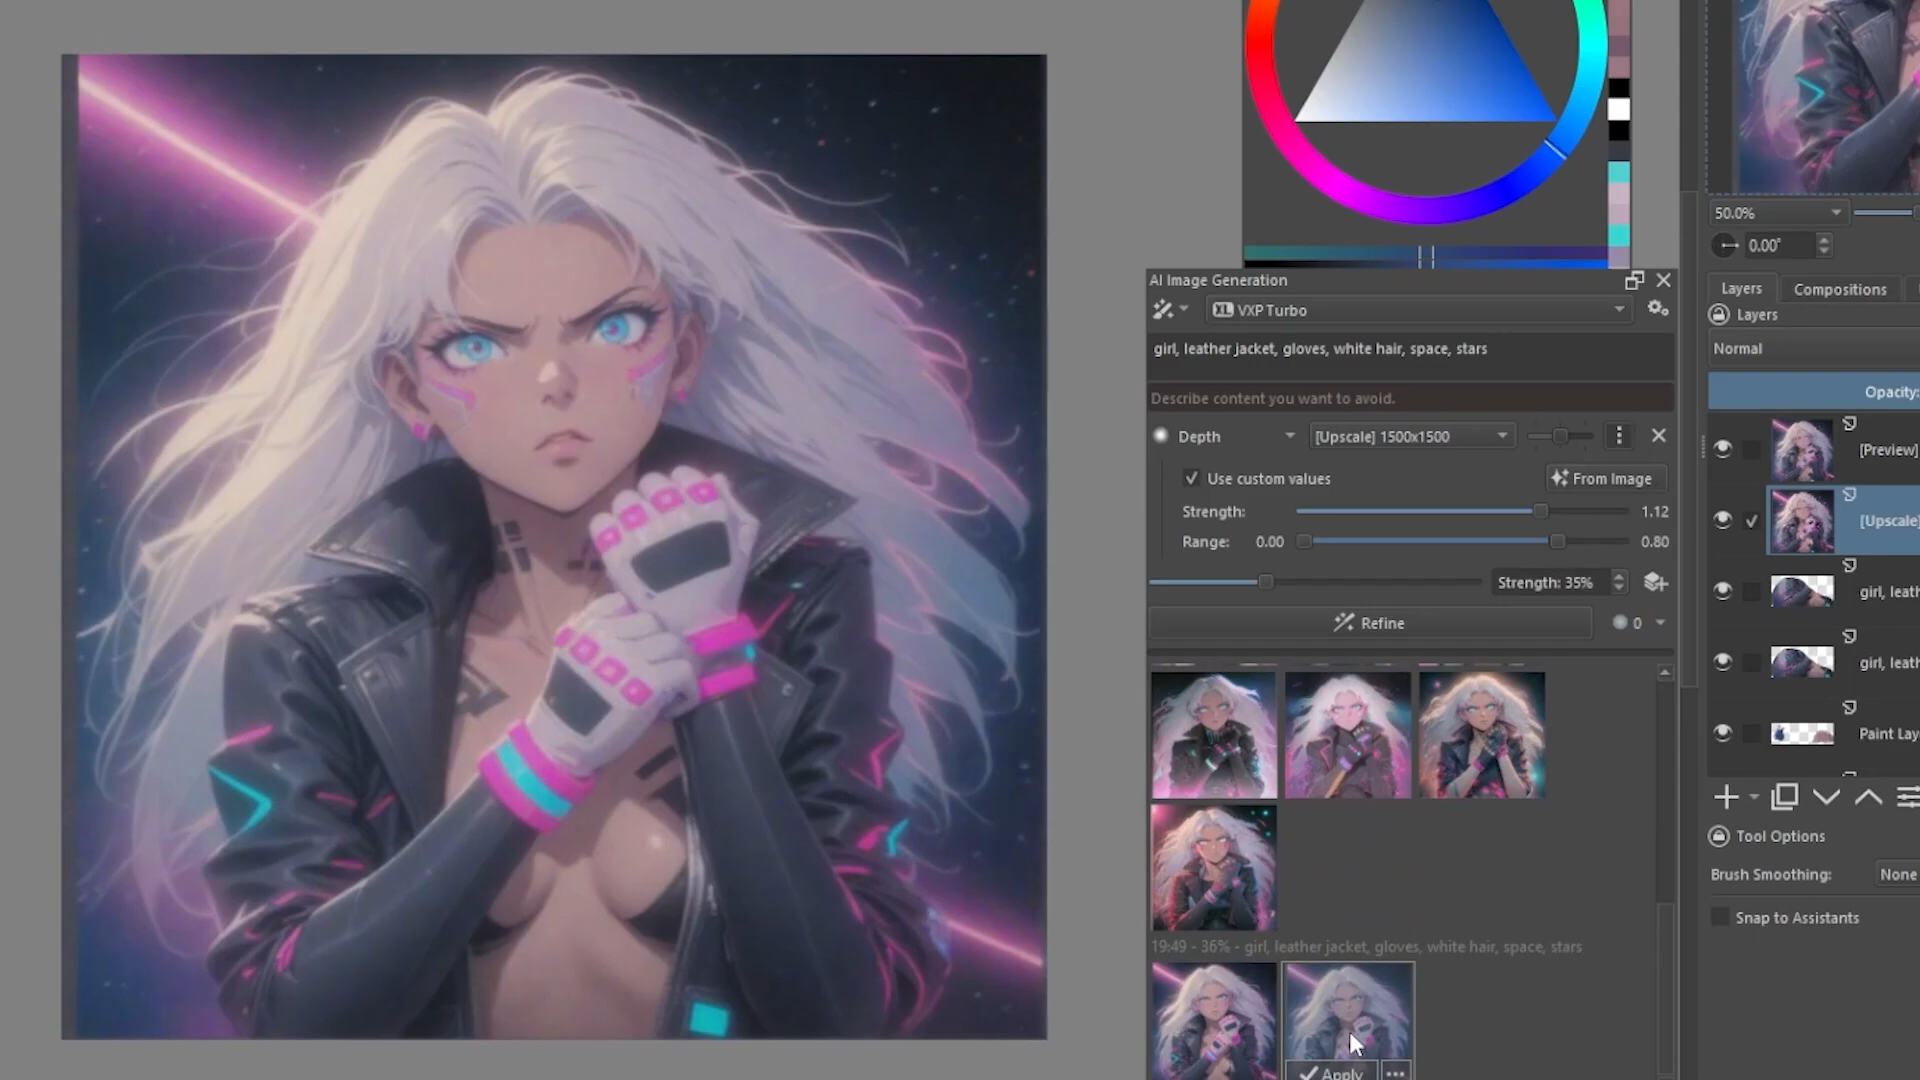 50.0%
0.00°
AI Image Generation
XL VXP Turbo
girl, leather jacket, gloves, white hair, space, stars
Describe content you want to avoid.
Depth [Upscale] 1500x1500
Use custom values From Image
Strength: 1.12
Range: 0.00 0.80
Strength: 35%
Refine 0
19:49 - 36% - girl, leather jacket, gloves, white hair, space, stars
Apply
Layers Compositions
Layers
Normal
Opacity:
[Preview]
[Upscale]
girl, leath
girl, leath
Paint Lay
Tool Options
Brush Smoothing: None
Snap to Assistants